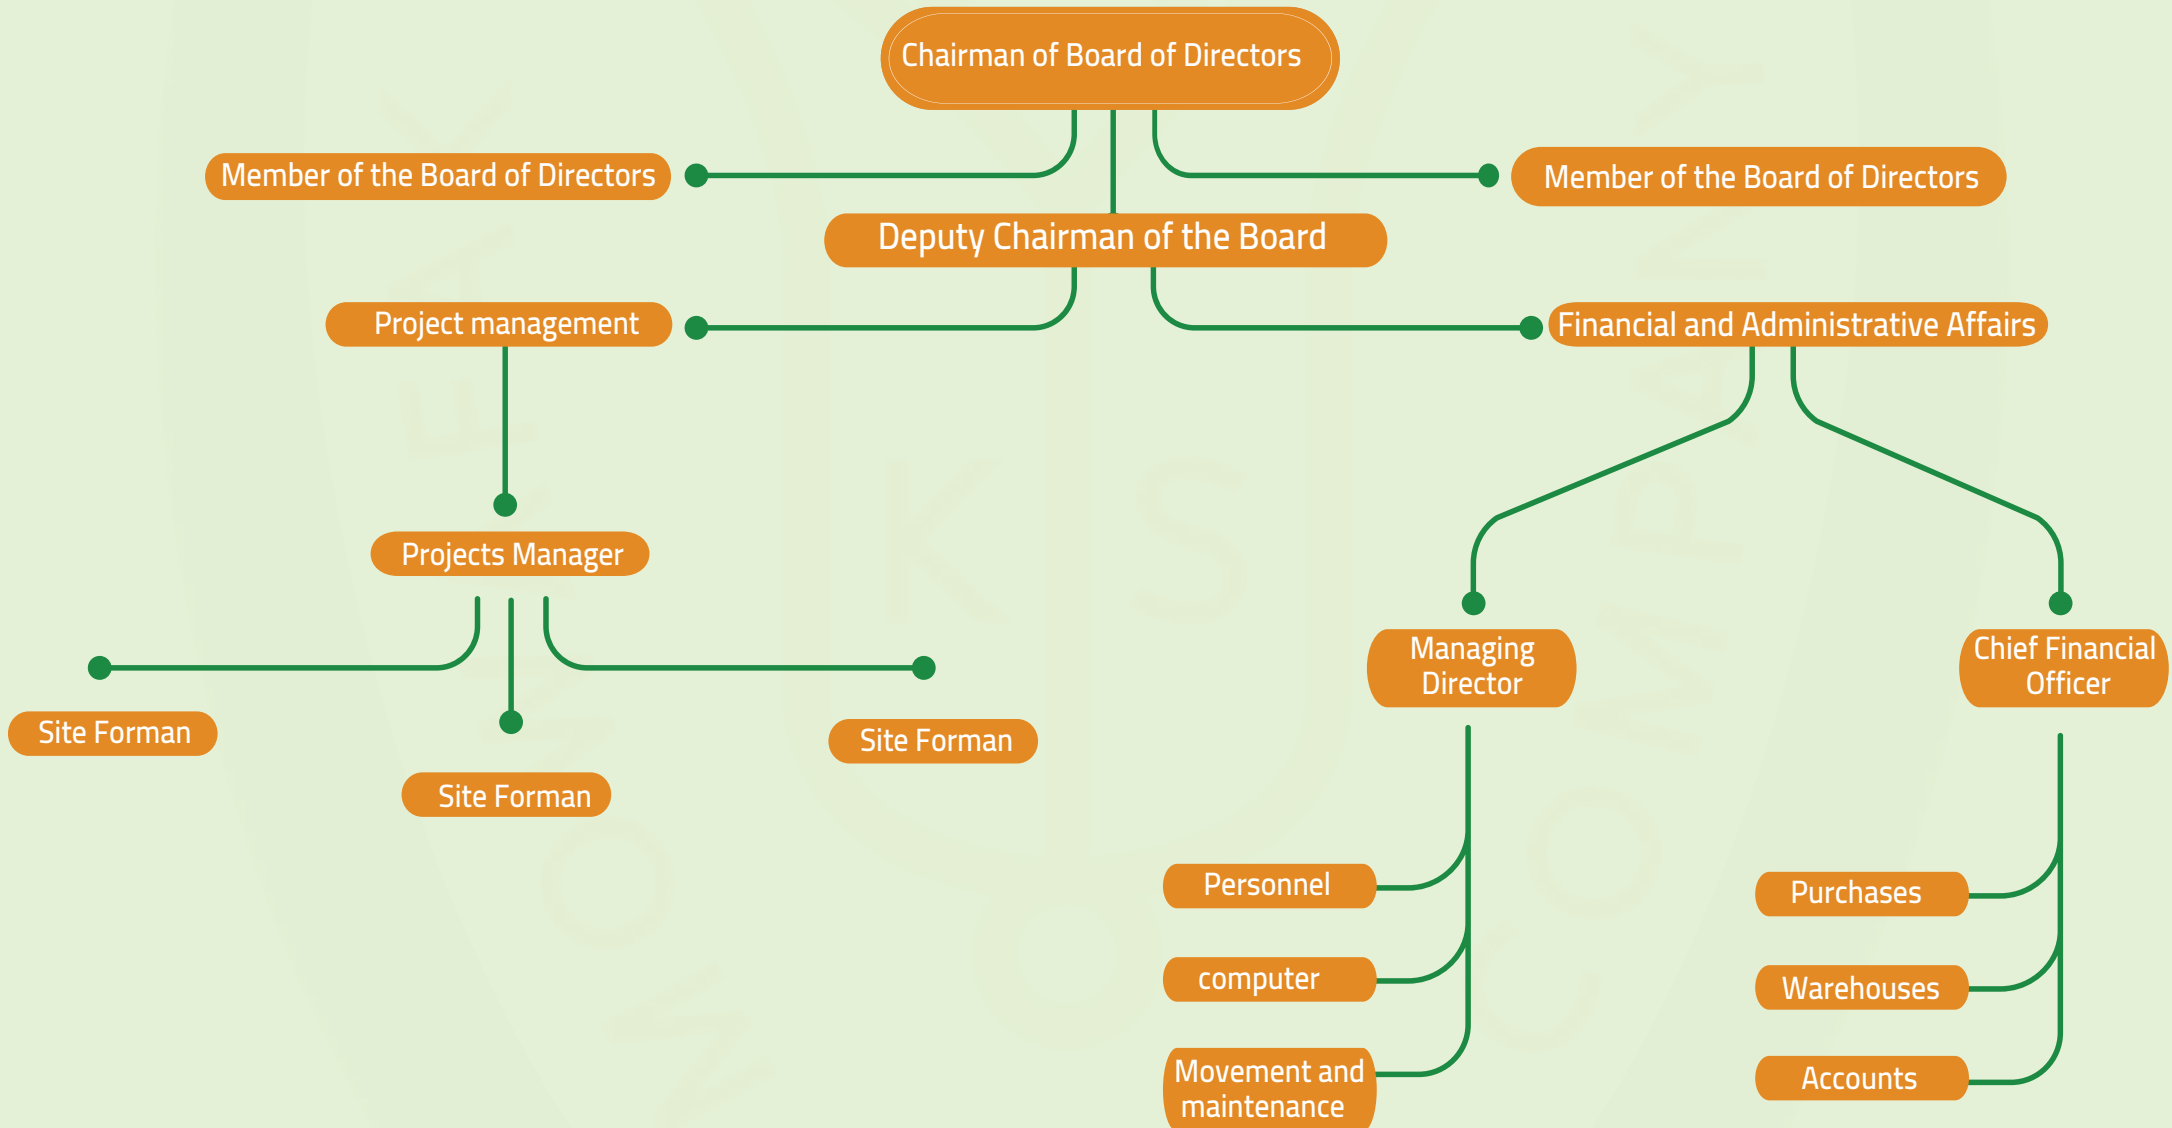 Chairman of Board of Directors
Member of the Board of Directors
Member of the Board of Directors
Deputy Chairman of the Board
Project management
Financial and Administrative Affairs
Projects Manager
Managing
Director
Chief Financial
Officer
Site Forman
Site Forman
Site Forman
Personnel
computer
Movement and
maintenance
Purchases
Warehouses
Accounts
K S
COMPANY